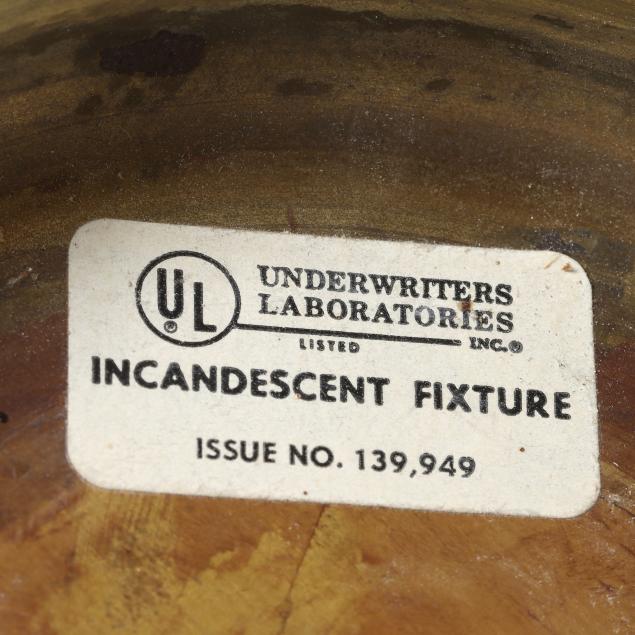 UL®
UNDERWRITERS
LABORATORIES
LISTED INC.®
INCANDESCENT FIXTURE
ISSUE NO. 139,949